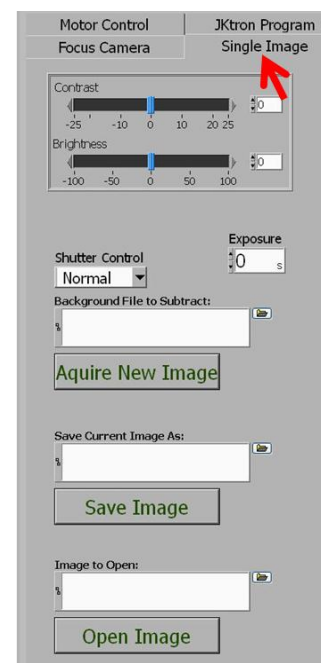 Motor Control JKtron Program
Focus Camera Single Image
Contrast
0
-25 -10 0 10 20 25
Brightness
0
-100 -50 0 50 100
Exposure
Shutter Control
0 s
Normal
Background File to Subtract:
Aquire New Image
Save Current Image As:
Save Image
Image to Open:
Open Image